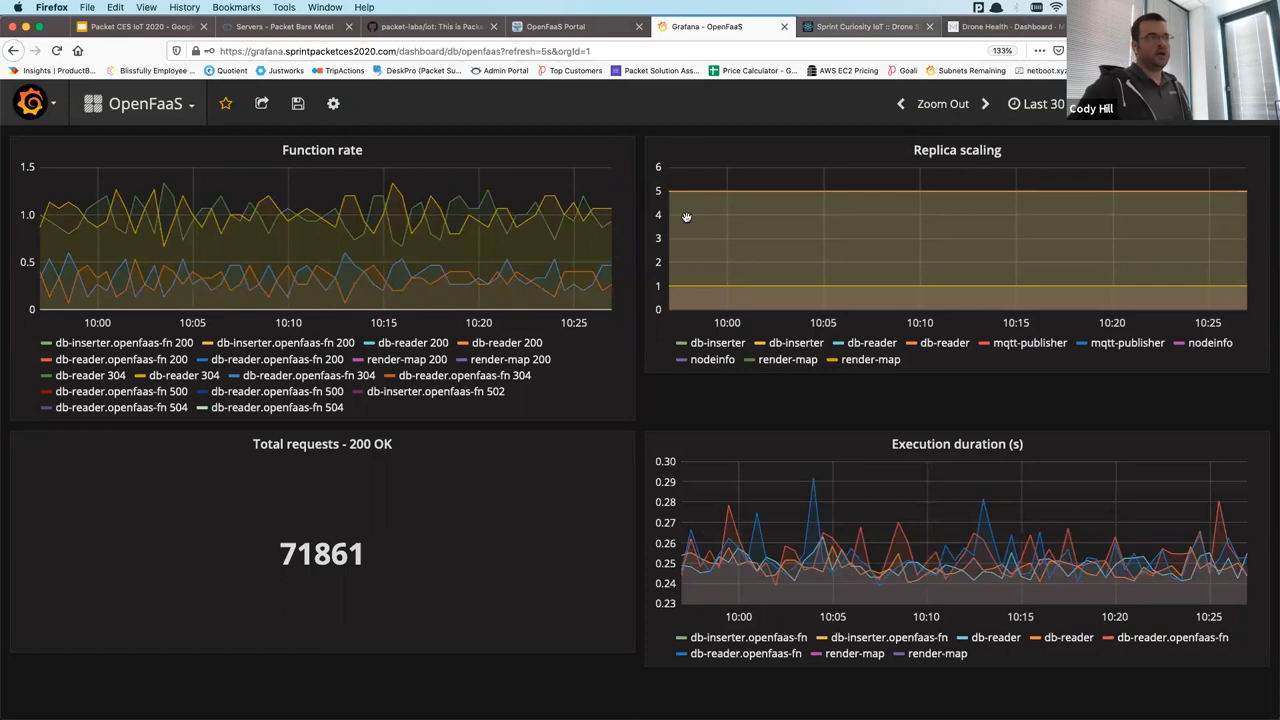 Firefox File Edit View History Bookmarks Tools Window Help
Packet CES IoT 2020 - Googl
Servers - Packet Bare Metal
packet-labs/iot: This is Packe
OpenFaaS Portal
Grafana - OpenFaaS
Sprint Curiosity IoT :: Drone S
Drone Health - Dashboard - M
https://grafana.sprintpacketces2020.com/dashboard/db/openfaas?refresh=5s&orgId=1
133%
Insights | ProductB... Blissfully Employee ... Quotient Justworks TripActions DeskPro (Packet Su... Admin Portal Top Customers Packet Solution Ass... Price Calculator - G... AWS EC2 Pricing Goali Subnets Remaining netboot.xyz
Cody Hill
OpenFaaS
Zoom Out
Last 30
Function rate
1.5
1.0
0.5
0
10:00 10:05 10:10 10:15 10:20 10:25
db-inserter.openfaas-fn 200 db-inserter.openfaas-fn 200 db-reader 200 db-reader 200
db-reader.openfaas-fn 200 db-reader.openfaas-fn 200 render-map 200 render-map 200
db-reader 304 db-reader 304 db-reader.openfaas-fn 304 db-reader.openfaas-fn 304
db-reader.openfaas-fn 500 db-reader.openfaas-fn 500 db-inserter.openfaas-fn 502
db-reader.openfaas-fn 504 db-reader.openfaas-fn 504
Replica scaling
6
5
4
3
2
1
0
10:00 10:05 10:10 10:15 10:20 10:25
db-inserter db-inserter db-reader db-reader mqtt-publisher mqtt-publisher nodeinfo
nodeinfo render-map render-map
Total requests - 200 OK
71861
Execution duration (s)
0.30
0.29
0.28
0.27
0.26
0.25
0.24
0.23
10:00 10:05 10:10 10:15 10:20 10:25
db-inserter.openfaas-fn db-inserter.openfaas-fn db-reader db-reader db-reader.openfaas-fn
db-reader.openfaas-fn render-map render-map